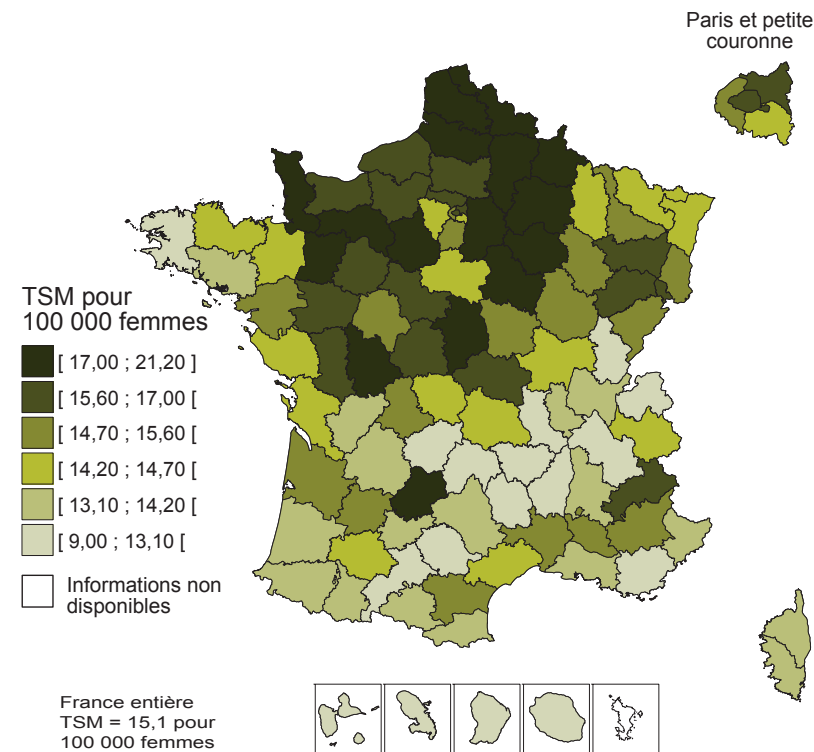 Paris et petite
couronne
TSM pour
100 000 femmes
[ 17,00 ; 21,20 ]
[ 15,60 ; 17,00 [
[ 14,70 ; 15,60 [
[ 14,20 ; 14,70 [
[ 13,10 ; 14,20 [
[ 9,00 ; 13,10 [
Informations non
disponibles
France entière
TSM = 15,1 pour
100 000 femmes